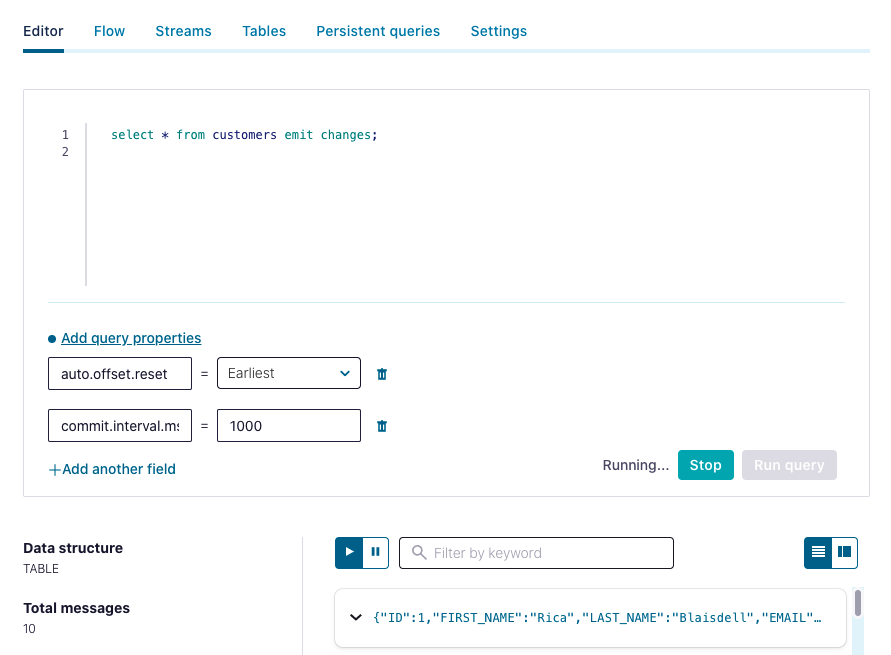 Editor Flow Streams Tables Persistent queries Settings
1 select * from customers emit changes;
2
Add query properties
auto.offset.reset = Earliest
commit.interval.ms = 1000
+Add another field
Running... Stop Run query
Data structure
TABLE
Filter by keyword
Total messages
10
{"ID":1,"FIRST_NAME":"Rica","LAST_NAME":"Blaisdell","EMAIL"…